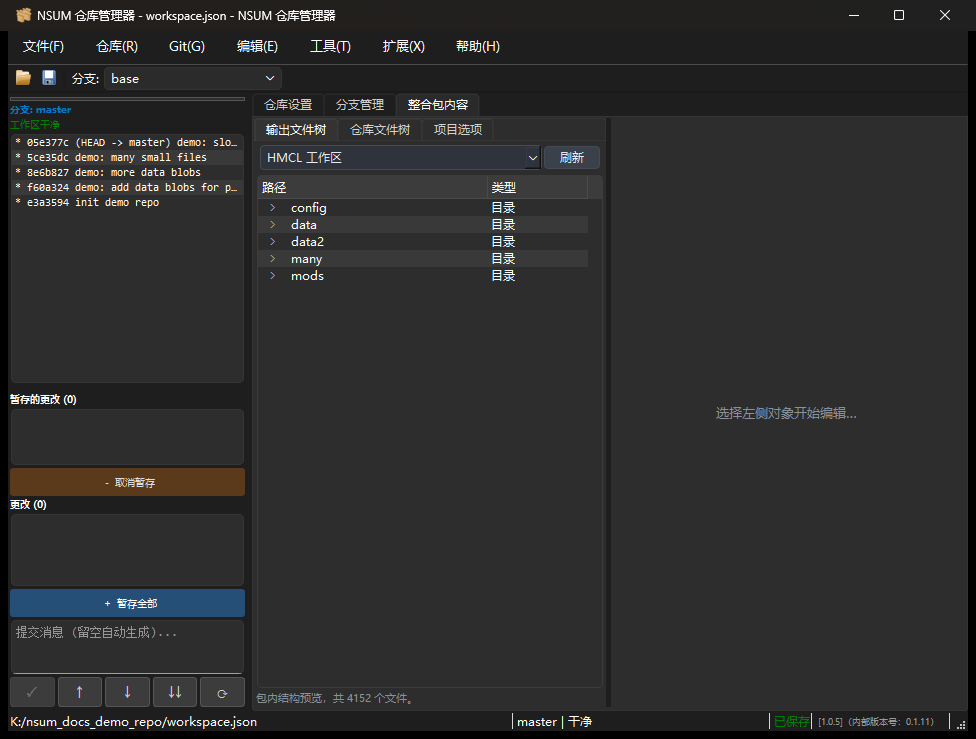 NSUM 仓库管理器 - workspace.json - NSUM 仓库管理器
文件(F) 仓库(R) Git(G) 编辑(E) 工具(T) 扩展(X) 帮助(H)
分支: base
分支: master
工作区干净
* 05e377c (HEAD -> master) demo: slo…
* 5ce35dc demo: many small files
* 8e6b827 demo: more data blobs
* f60a324 demo: add data blobs for p…
* e3a3594 init demo repo
暂存的更改 (0)
- 取消暂存
更改 (0)
+ 暂存全部
提交消息 (留空自动生成)...
✓ ↑ ↓ ↓↓ ⟳
仓库设置 分支管理 整合包内容
输出文件树 仓库文件树 项目选项
HMCL 工作区 刷新
路径 类型
config 目录
data 目录
data2 目录
many 目录
mods 目录
包内结构预览，共 4152 个文件。
选择左侧对象开始编辑...
K:/nsum_docs_demo_repo/workspace.json master | 干净 已保存 [1.0.5] (内部版本号: 0.1.11)